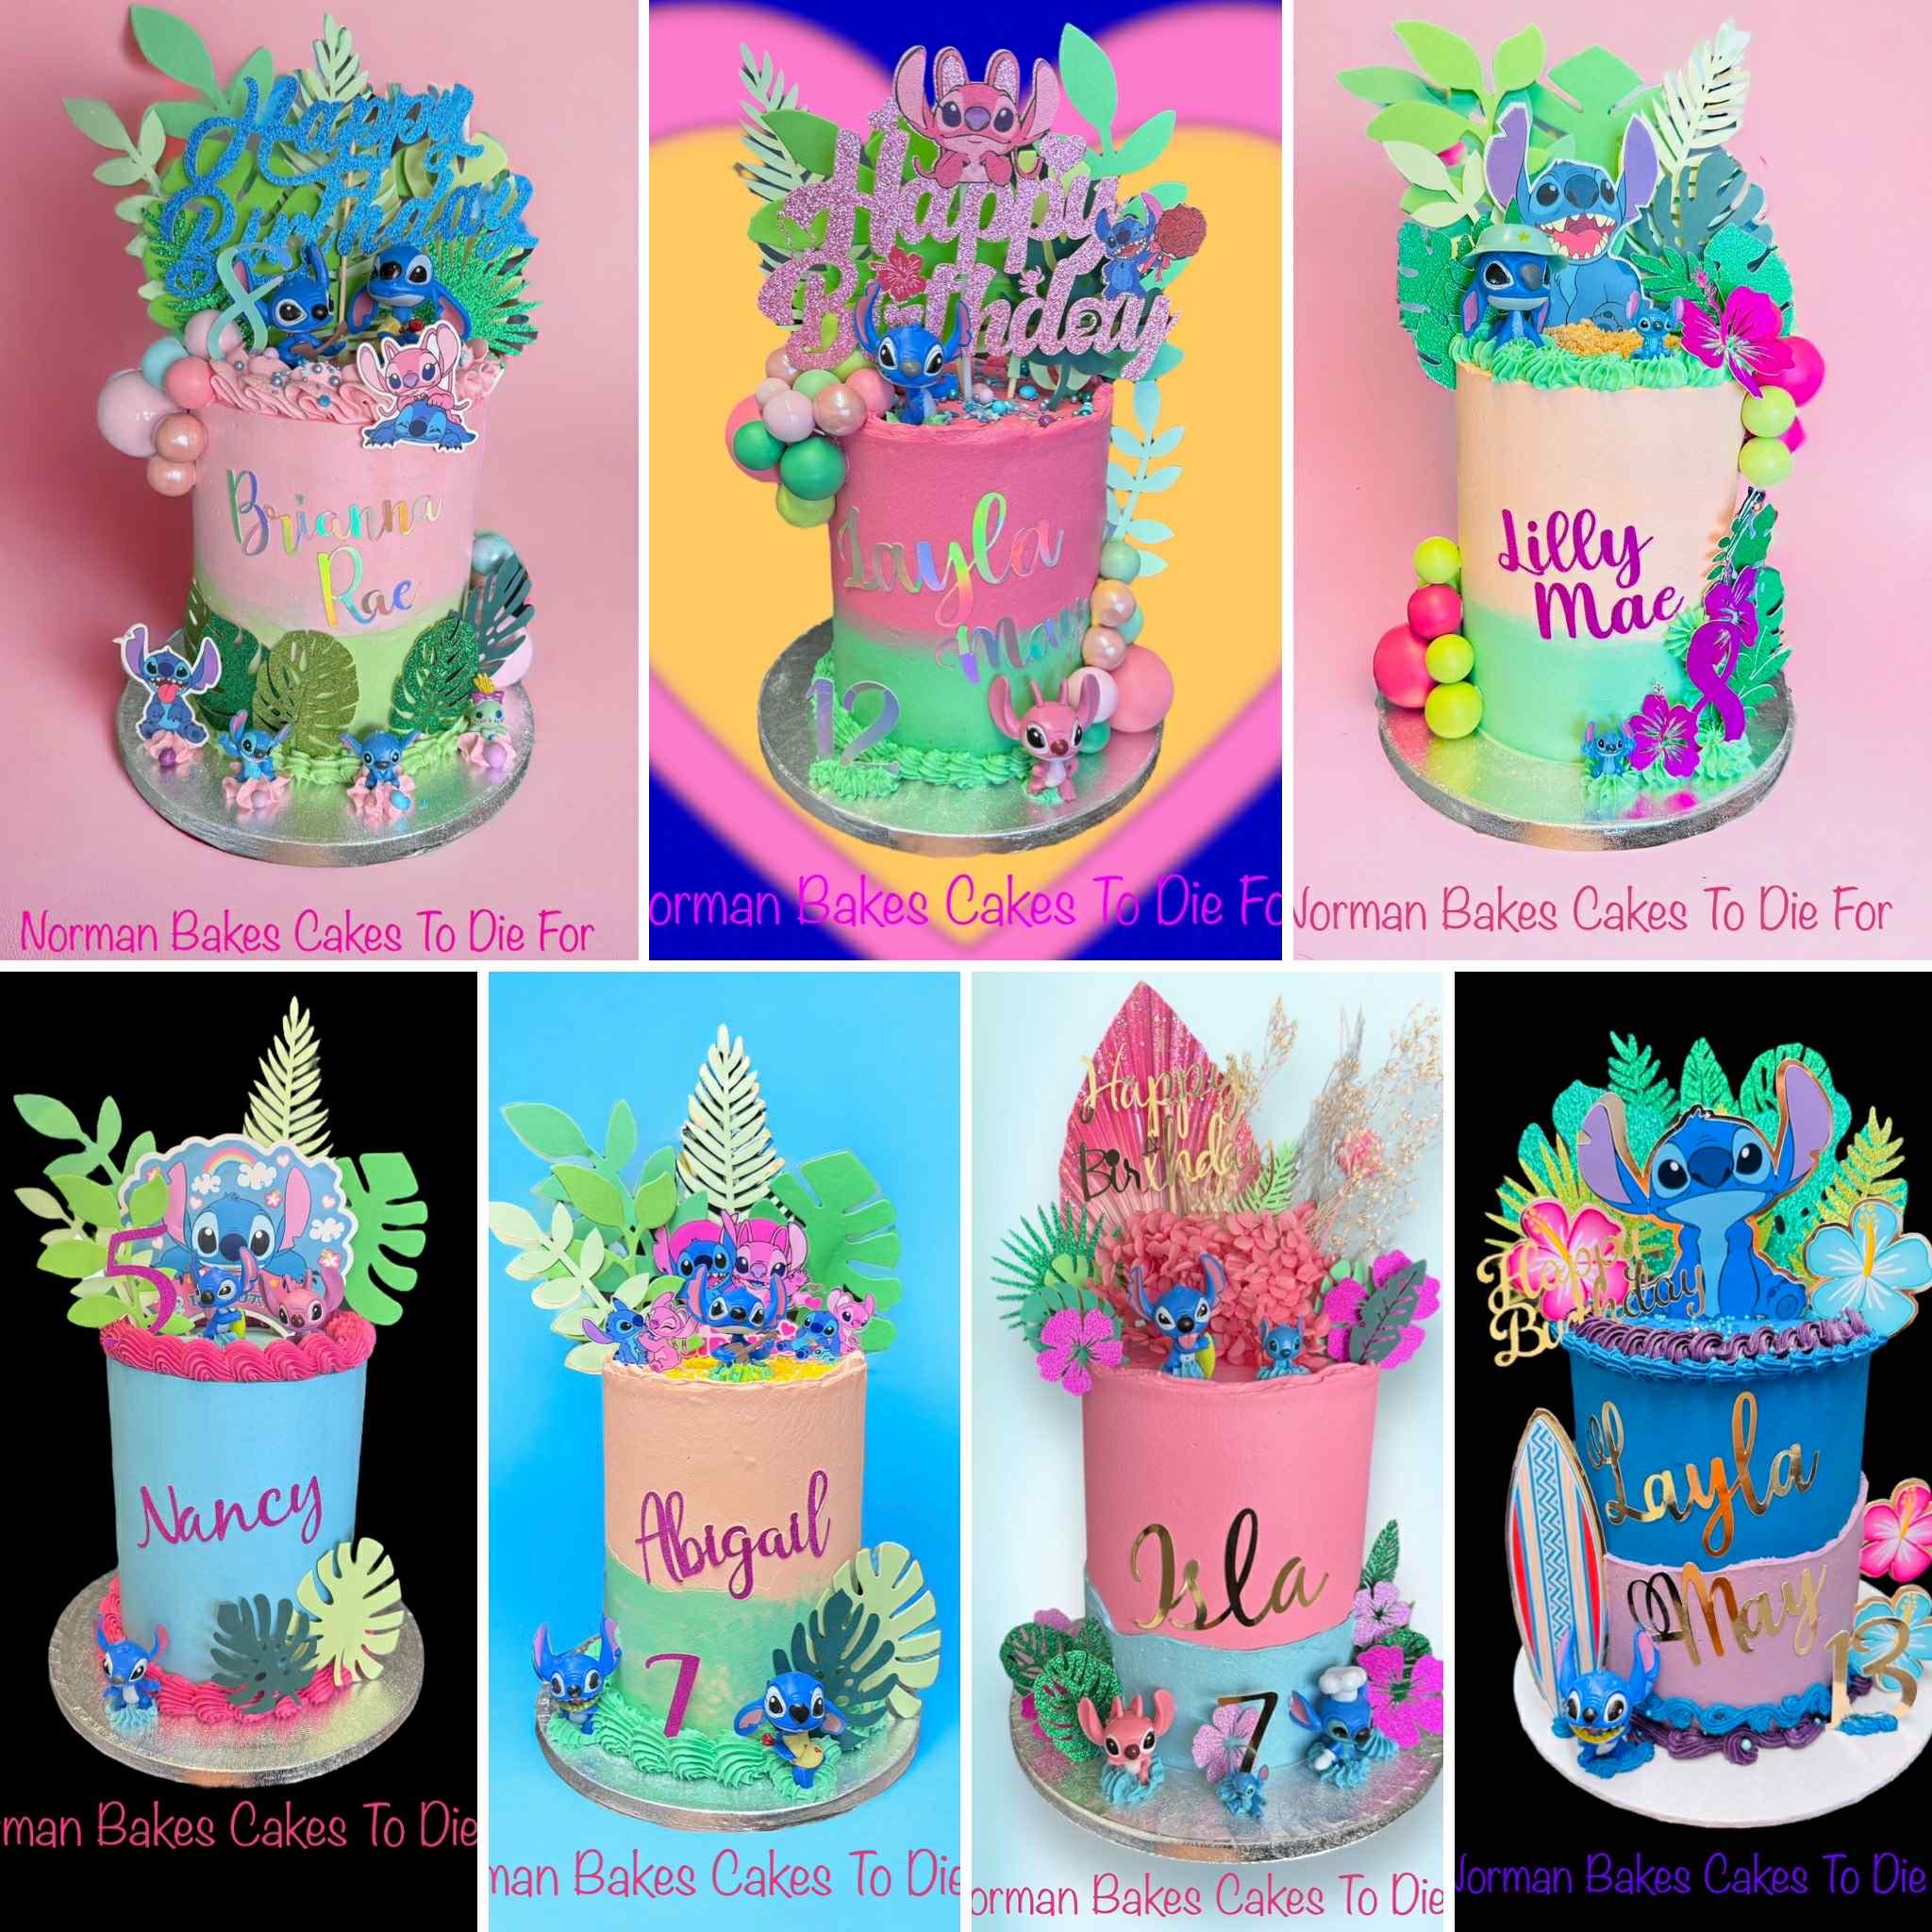 Happy
Birthday
8
Brianna
Rae
Norman Bakes Cakes To Die For
Happy
Birthday
Layla
May
12
orman Bakes Cakes To Die Fo
Lilly
Mae
8
Norman Bakes Cakes To Die For
5
Nancy
man Bakes Cakes To Die
Abigail
7
man Bakes Cakes To Die
Happy
Birthday
Isla
7
orman Bakes Cakes To Die
Happy
Birthday
Layla
May
13
Norman Bakes Cakes To Die